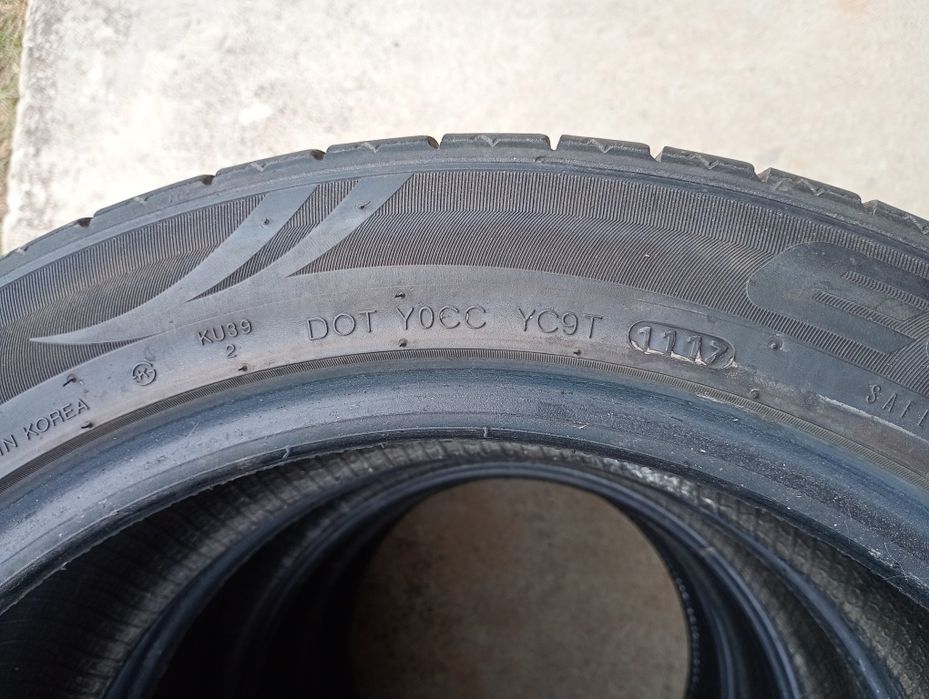 IN KOREA
KU39
2
DOT Y0CC YC9T 1117